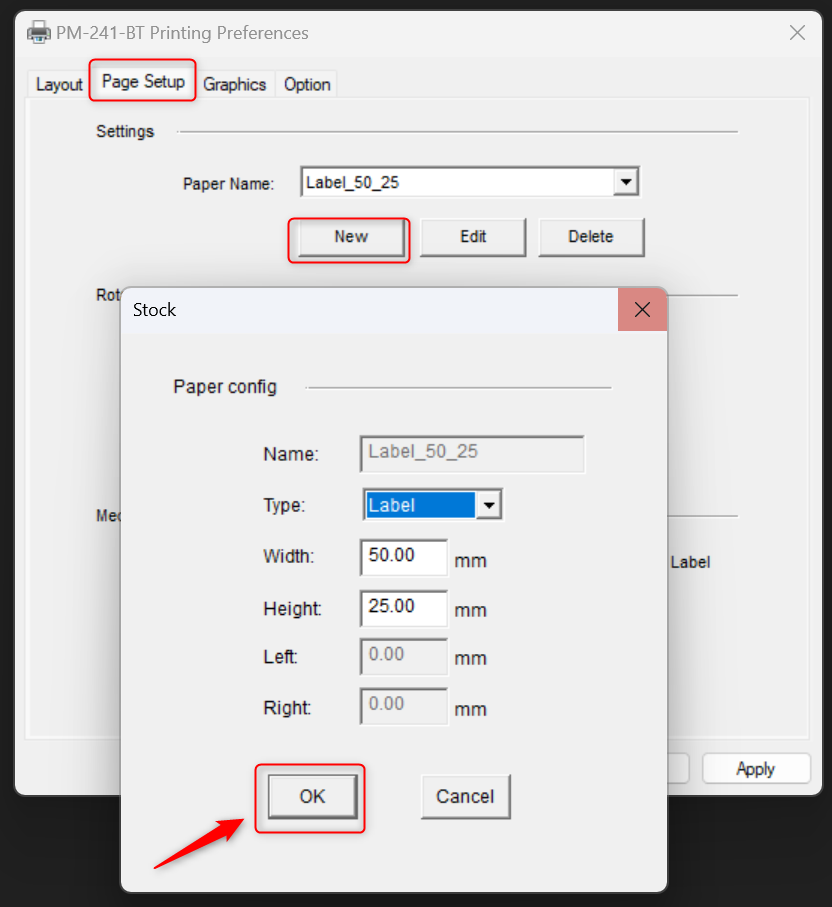 PM-241-BT Printing Preferences
Layout Page Setup Graphics Option
Settings
Paper Name: Label_50_25
New Edit Delete
Stock
Paper config
Name: Label_50_25
Type: Label
Width: 50.00 mm
Height: 25.00 mm
Label
Left: 0.00 mm
Right: 0.00 mm
OK Cancel
Apply